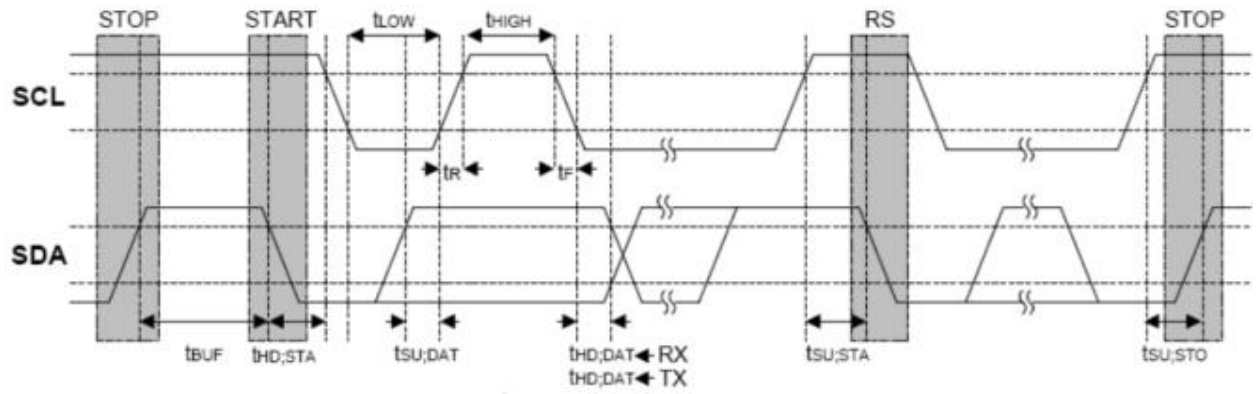 STOP START tLOW tHIGH RS STOP
SCL
tR tF
SDA
tBUF tHD;STA tSU;DAT tHD;DAT RX tSU;STA tSU;STO
tHD;DAT TX